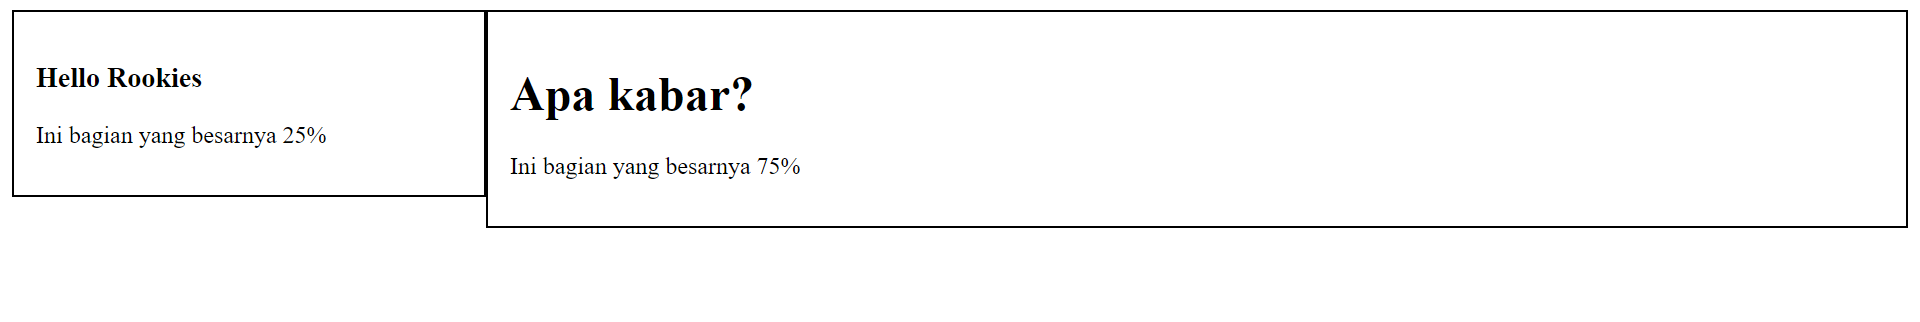 Hello Rookies
Ini bagian yang besarnya 25%
Apa kabar?
Ini bagian yang besarnya 75%